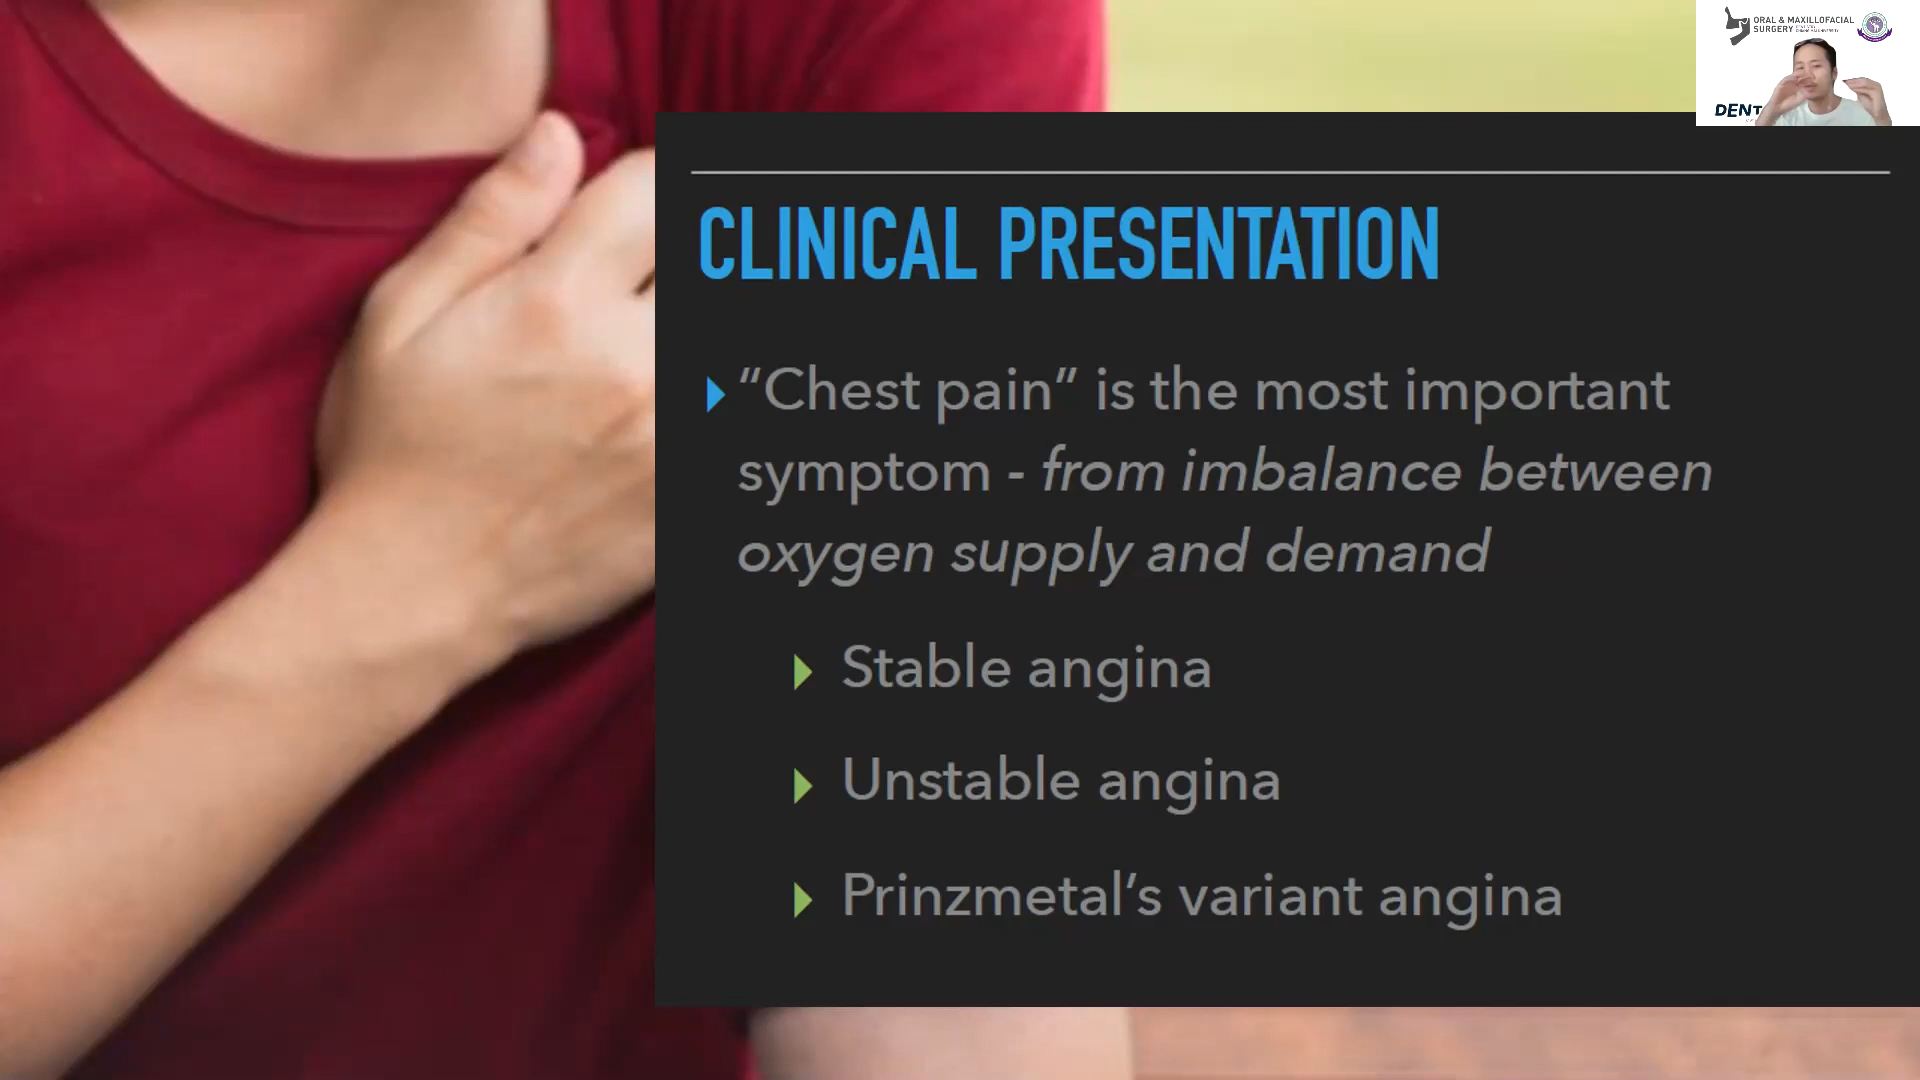 ORAL & MAXILLOFACIAL
SURGERY
DENT
CLINICAL PRESENTATION
“Chest pain” is the most important
symptom - from imbalance between
oxygen supply and demand
Stable angina
Unstable angina
Prinzmetal’s variant angina